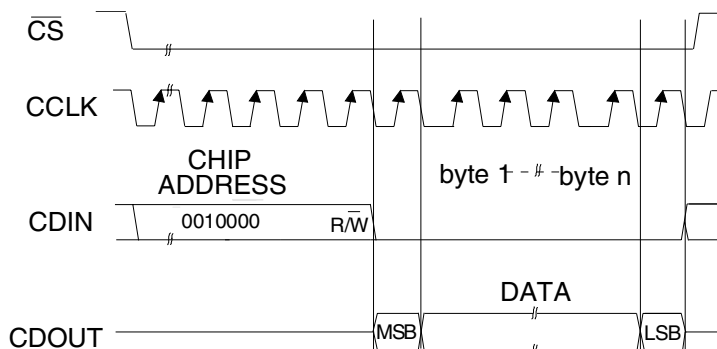 CS
CCLK
CHIP
ADDRESS
byte 1 - - // - - byte n
CDIN
0010000
R/W
DATA
CDOUT
MSB
LSB